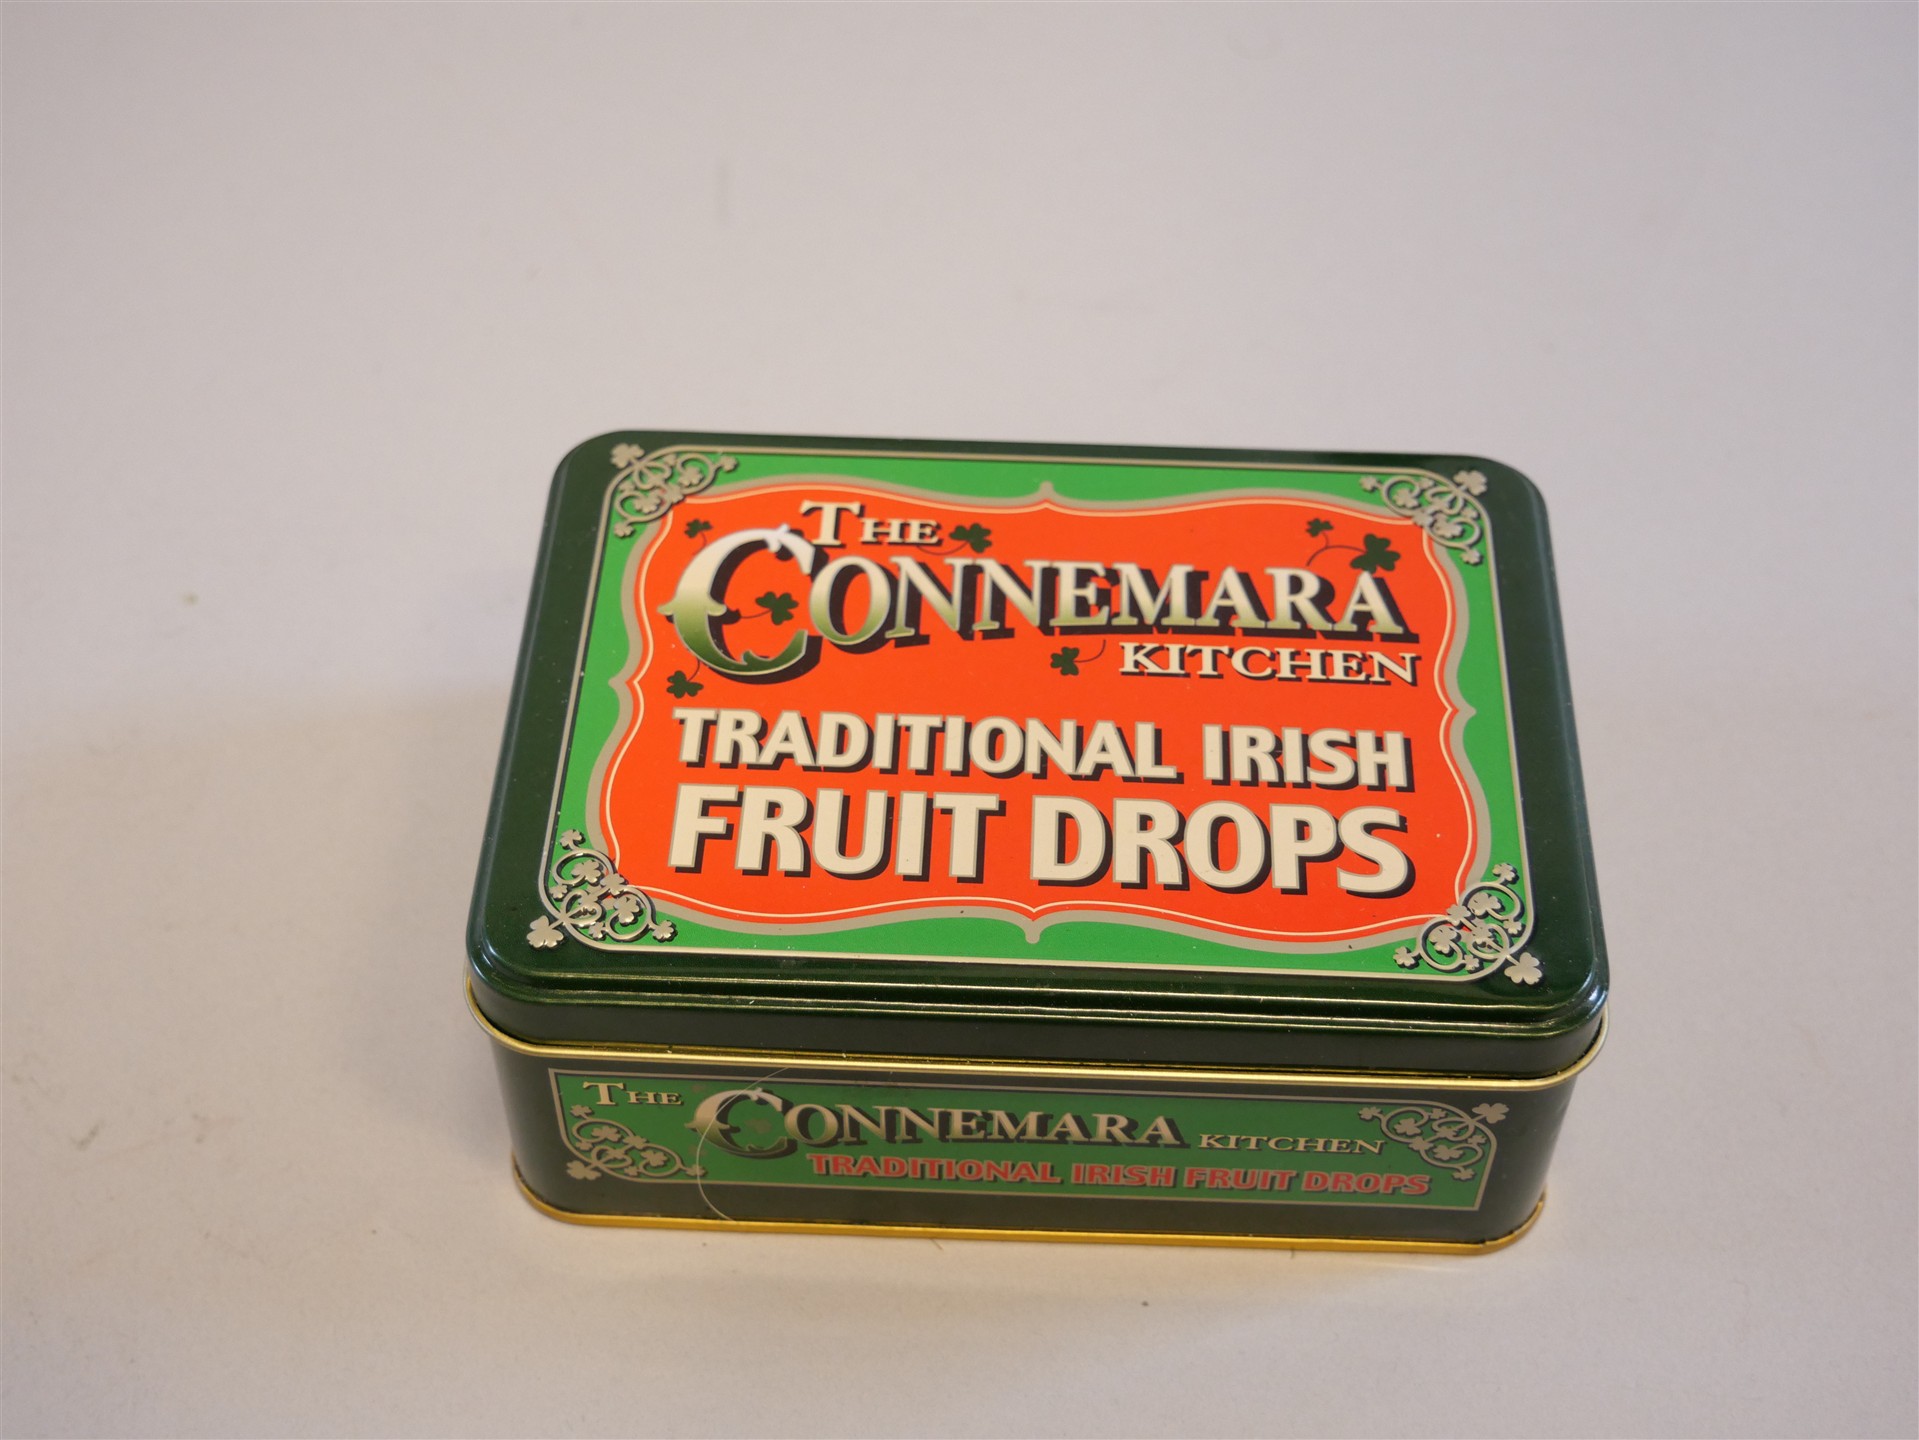 THE
CONNEMARA
KITCHEN
TRADITIONAL IRISH
FRUIT DROPS
THE CONNEMARA KITCHEN
TRADITIONAL IRISH FRUIT DROPS